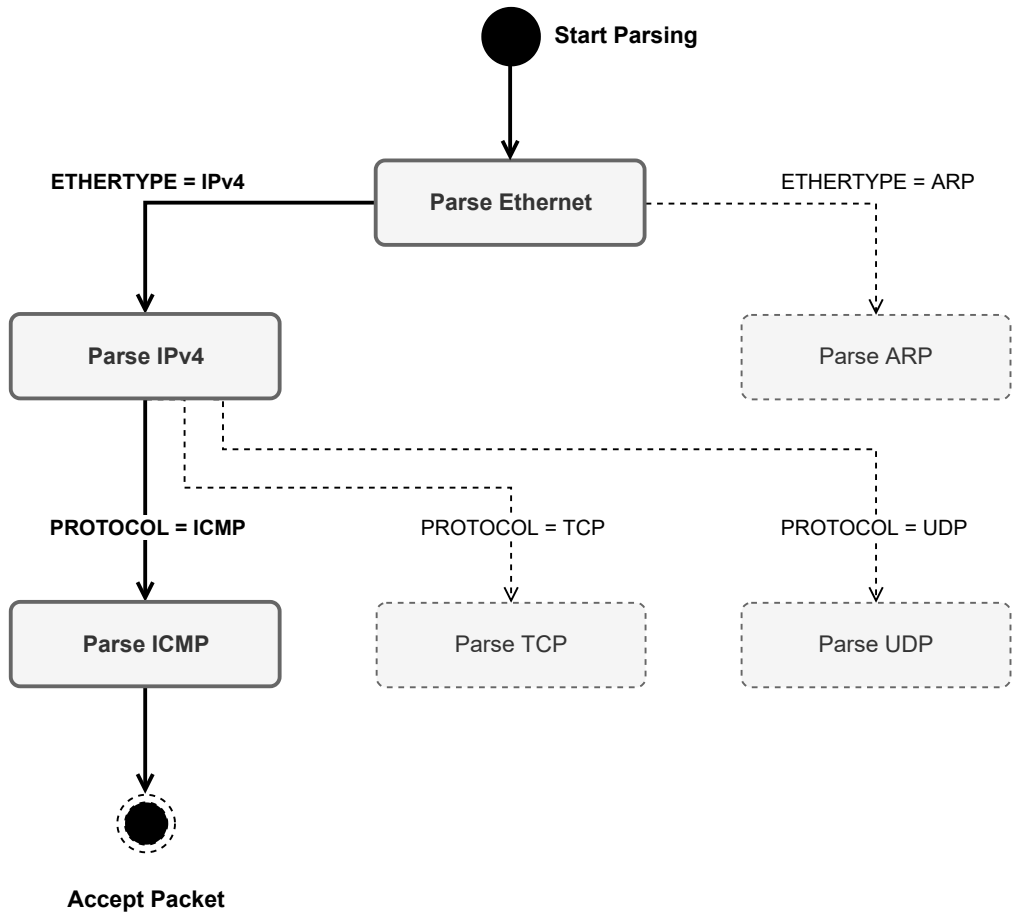 Start Parsing
ETHERTYPE = IPv4
Parse Ethernet
ETHERTYPE = ARP
Parse IPv4
Parse ARP
PROTOCOL = ICMP
PROTOCOL = TCP
PROTOCOL = UDP
Parse ICMP
Parse TCP
Parse UDP
Accept Packet